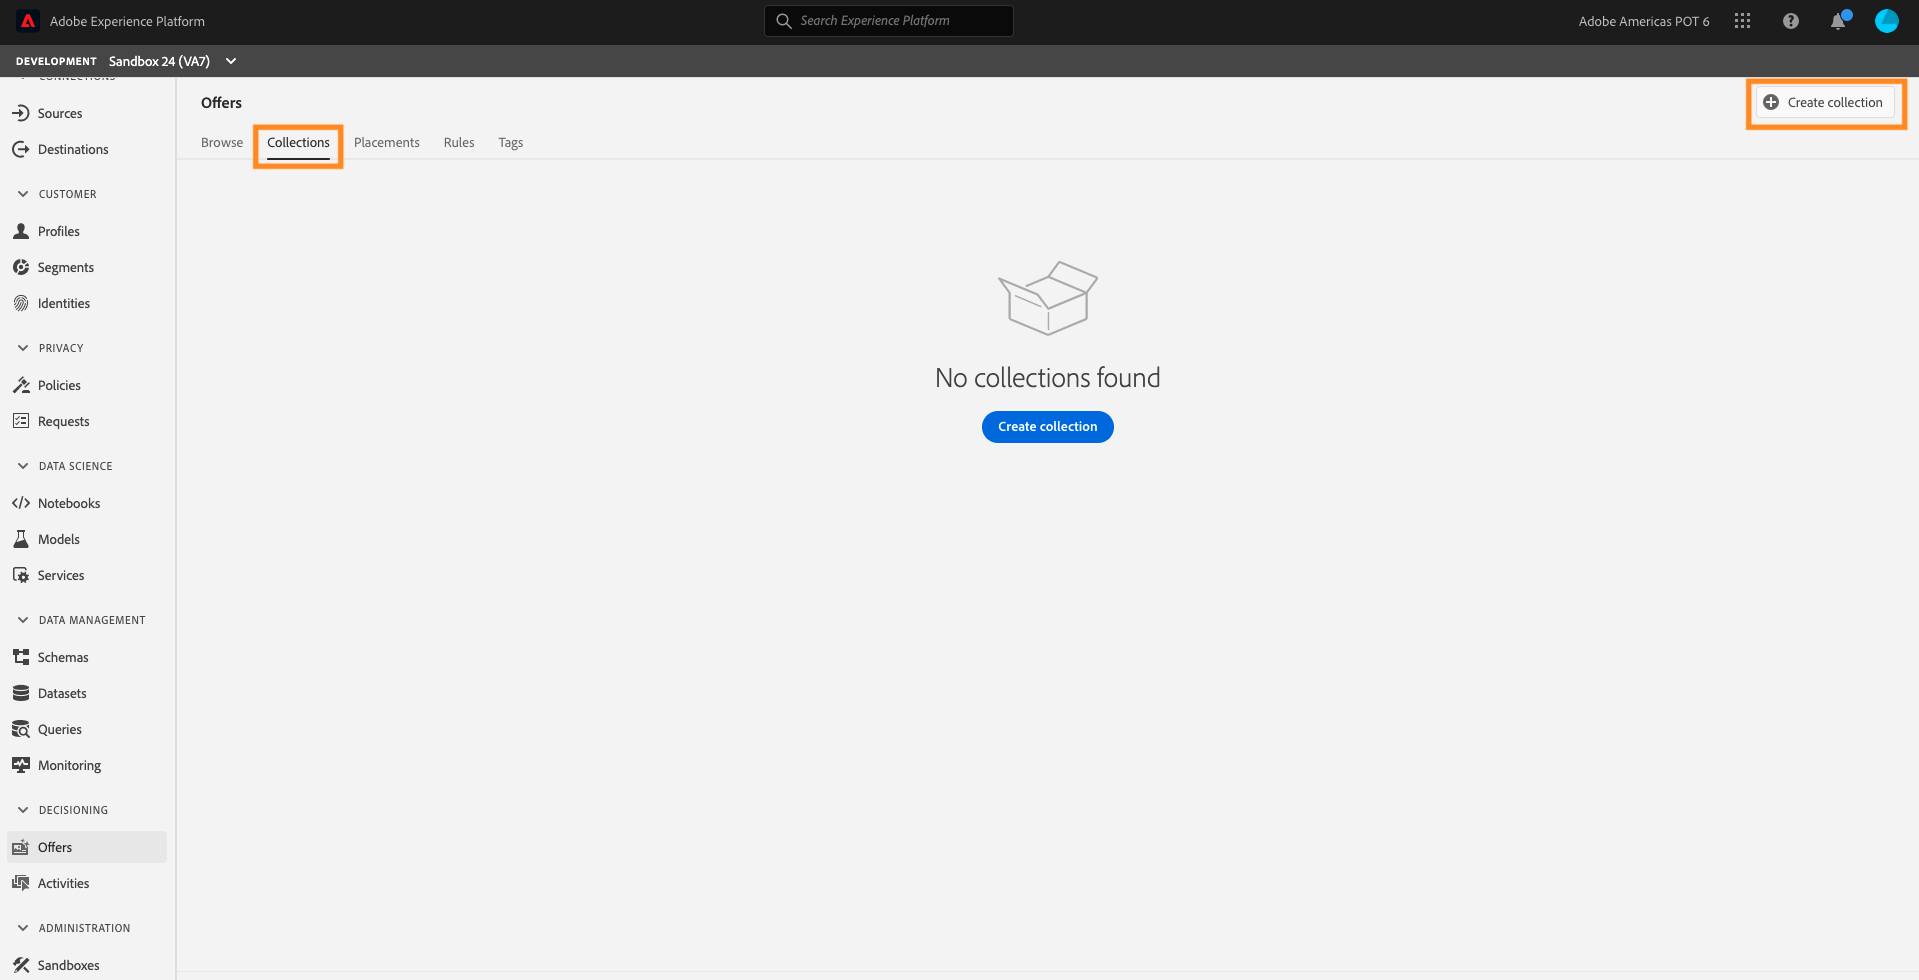 Adobe Experience Platform
Search Experience Platform
Adobe Americas POT 6
DEVELOPMENT Sandbox 24 (VA7)
CONNECTIONS
Sources
Destinations
CUSTOMER
Profiles
Segments
Identities
PRIVACY
Policies
Requests
DATA SCIENCE
Notebooks
Models
Services
DATA MANAGEMENT
Schemas
Datasets
Queries
Monitoring
DECISIONING
Offers
Activities
ADMINISTRATION
Sandboxes
Offers
Create collection
Browse Collections Placements Rules Tags
No collections found
Create collection